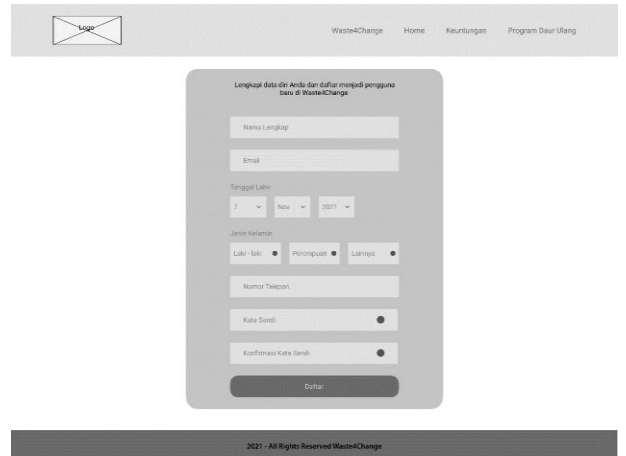 Logo
Waste4Change Home Keuntungan Program Daur Ulang
Lengkapi data diri Anda dan daftar menjadi pengguna
baru di Waste4Change
Nama Lengkap
Email
Tanggal Lahir
7 Nov 2021
Jenis Kelamin
Laki - laki Perempuan Lainnya
Nomor Telepon
Kata Sandi
Konfirmasi Kata Sandi
Daftar
2021 - All Rights Reserved Waste4Change